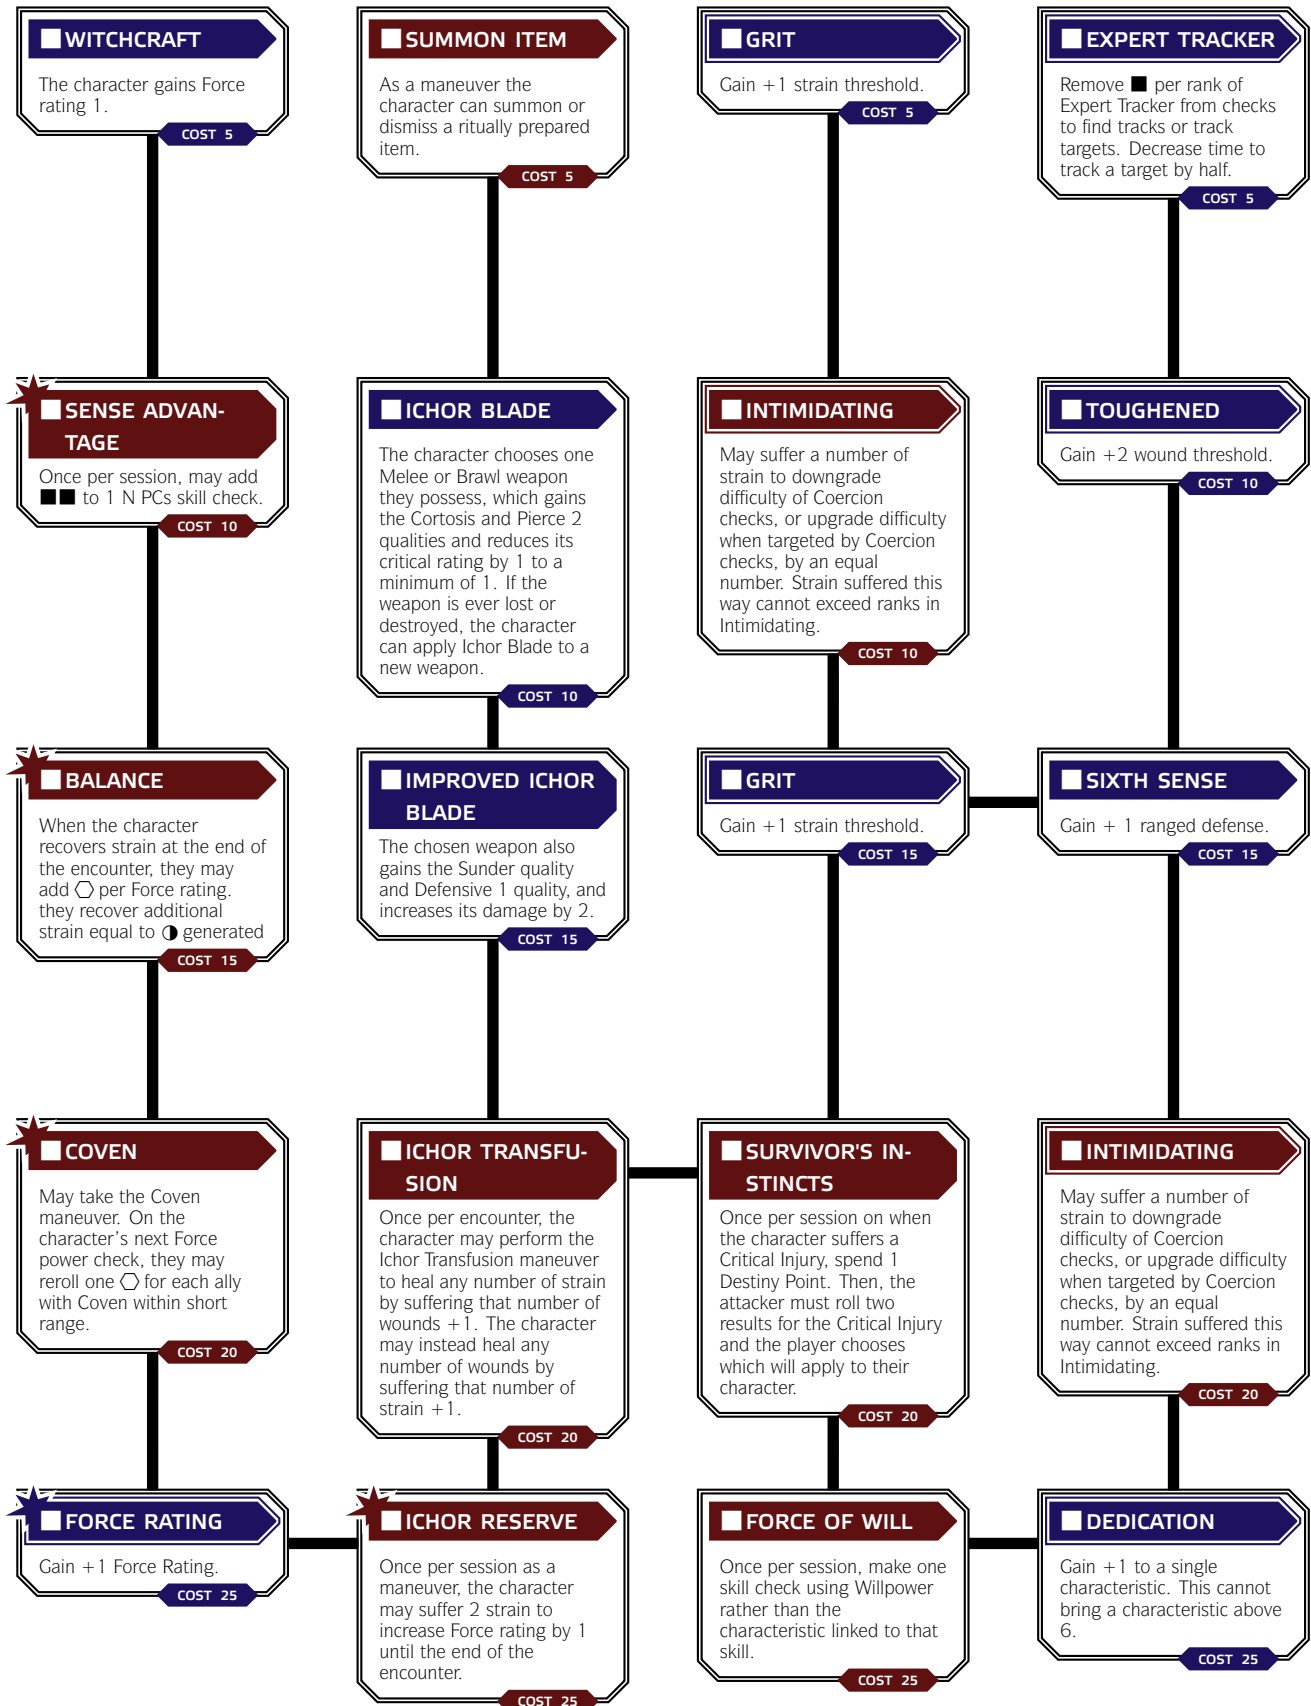 WITCHCRAFT
The character gains Force
rating 1.
COST 5
SUMMON ITEM
As a maneuver the
character can summon or
dismiss a ritually prepared
item.
COST 5
GRIT
Gain +1 strain threshold.
COST 5
EXPERT TRACKER
Remove ■ per rank of
Expert Tracker from checks
to find tracks or track
targets. Decrease time to
track a target by half.
COST 5
SENSE ADVAN-
TAGE
Once per session, may add
■■ to 1 N PCs skill check.
COST 10
ICHOR BLADE
The character chooses one
Melee or Brawl weapon
they possess, which gains
the Cortosis and Pierce 2
qualities and reduces its
critical rating by 1 to a
minimum of 1. If the
weapon is ever lost or
destroyed, the character
can apply Ichor Blade to a
new weapon.
COST 10
INTIMIDATING
May suffer a number of
strain to downgrade
difficulty of Coercion
checks, or upgrade difficulty
when targeted by Coercion
checks, by an equal
number. Strain suffered this
way cannot exceed ranks in
Intimidating.
COST 10
TOUGHENED
Gain +2 wound threshold.
COST 10
BALANCE
When the character
recovers strain at the end of
the encounter, they may
add ⬡ per Force rating.
they recover additional
strain equal to ◑ generated
COST 15
IMPROVED ICHOR
BLADE
The chosen weapon also
gains the Sunder quality
and Defensive 1 quality, and
increases its damage by 2.
COST 15
GRIT
Gain +1 strain threshold.
COST 15
SIXTH SENSE
Gain + 1 ranged defense.
COST 15
COVEN
May take the Coven
maneuver. On the
character's next Force
power check, they may
reroll one ⬡ for each ally
with Coven within short
range.
COST 20
ICHOR TRANSFU-
SION
Once per encounter, the
character may perform the
Ichor Transfusion maneuver
to heal any number of strain
by suffering that number of
wounds +1. The character
may instead heal any
number of wounds by
suffering that number of
strain +1.
COST 20
SURVIVOR'S IN-
STINCTS
Once per session on when
the character suffers a
Critical Injury, spend 1
Destiny Point. Then, the
attacker must roll two
results for the Critical Injury
and the player chooses
which will apply to their
character.
COST 20
INTIMIDATING
May suffer a number of
strain to downgrade
difficulty of Coercion
checks, or upgrade difficulty
when targeted by Coercion
checks, by an equal
number. Strain suffered this
way cannot exceed ranks in
Intimidating.
COST 20
FORCE RATING
Gain +1 Force Rating.
COST 25
ICHOR RESERVE
Once per session as a
maneuver, the character
may suffer 2 strain to
increase Force rating by 1
until the end of the
encounter.
COST 25
FORCE OF WILL
Once per session, make one
skill check using Willpower
rather than the
characteristic linked to that
skill.
COST 25
DEDICATION
Gain +1 to a single
characteristic. This cannot
bring a characteristic above
6.
COST 25